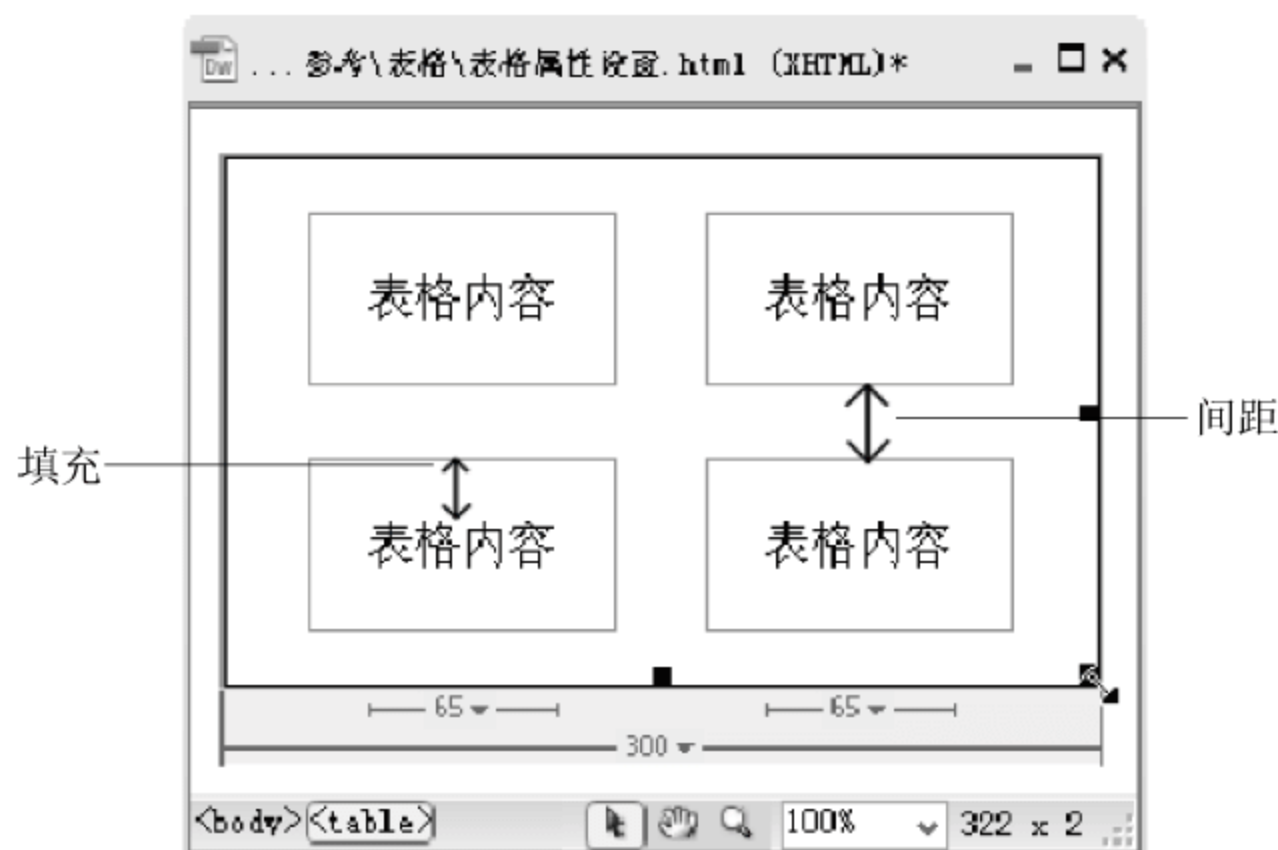 ... 参考\表格\表格属性设置.html (XHTML)*
表格内容 表格内容
间距
填充
表格内容 表格内容
65 65
300
<body> <table> 100% 322 x 2